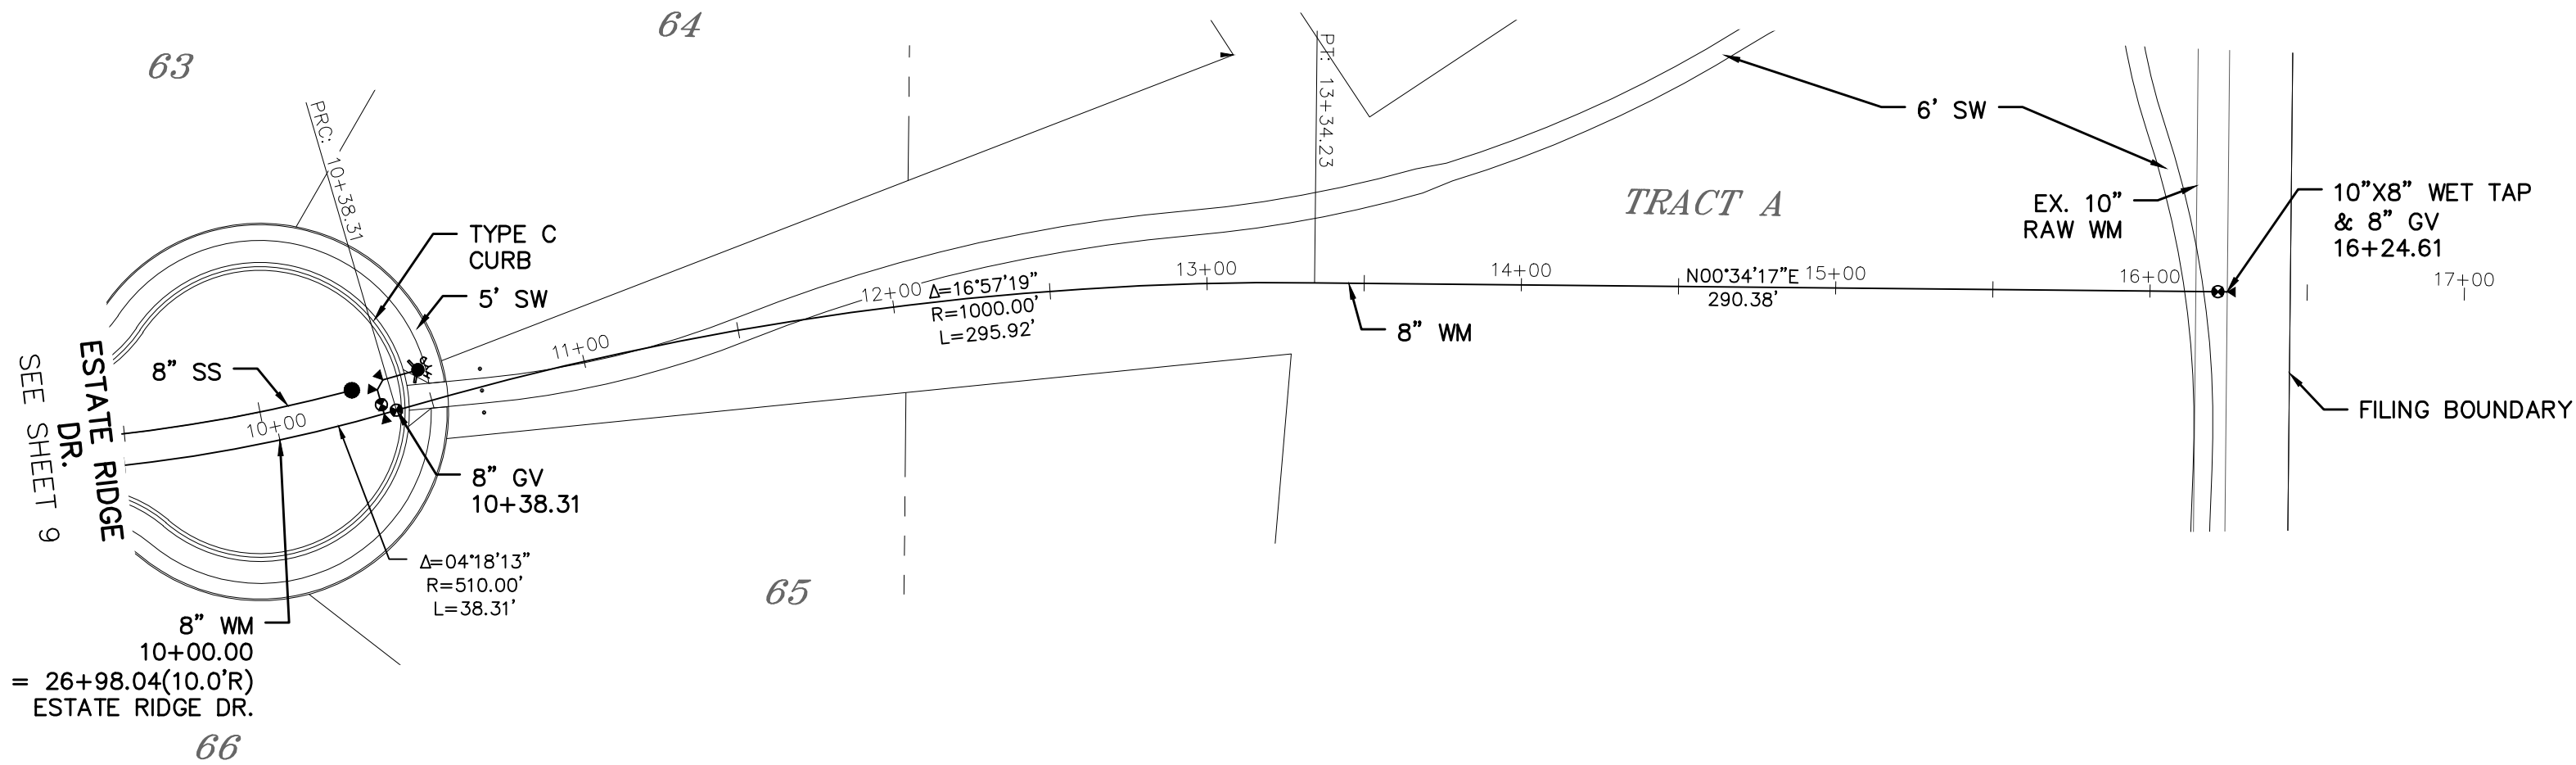 63
64
PRC: 10+38.31
PT: 13+34.23
6' SW
TRACT A
EX. 10"
RAW WM
10"X8" WET TAP
& 8" GV
16+24.61
TYPE C
CURB
5' SW
11+00
12+00
Δ=16°57'19"
R=1000.00'
L=295.92'
13+00
14+00
N00°34'17"E
290.38'
15+00
16+00
17+00
8" WM
8" SS
10+00
ESTATE RIDGE
DR.
SEE SHEET 9
FILING BOUNDARY
8" GV
10+38.31
Δ=04°18'13"
R=510.00'
L=38.31'
65
8" WM
10+00.00
= 26+98.04(10.0'R)
ESTATE RIDGE DR.
66